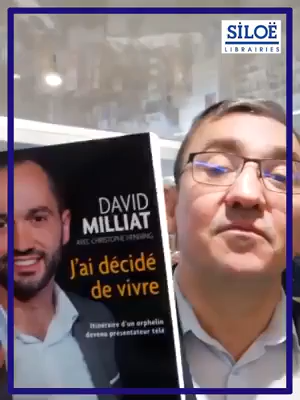 SiLOË
LIBRAIRIES
DAVID
MILLIAT
AVEC CHRISTOPHE HENNING
J'ai décidé
de vivre
Itinéraire d'un orphelin
devenu présentateur télé